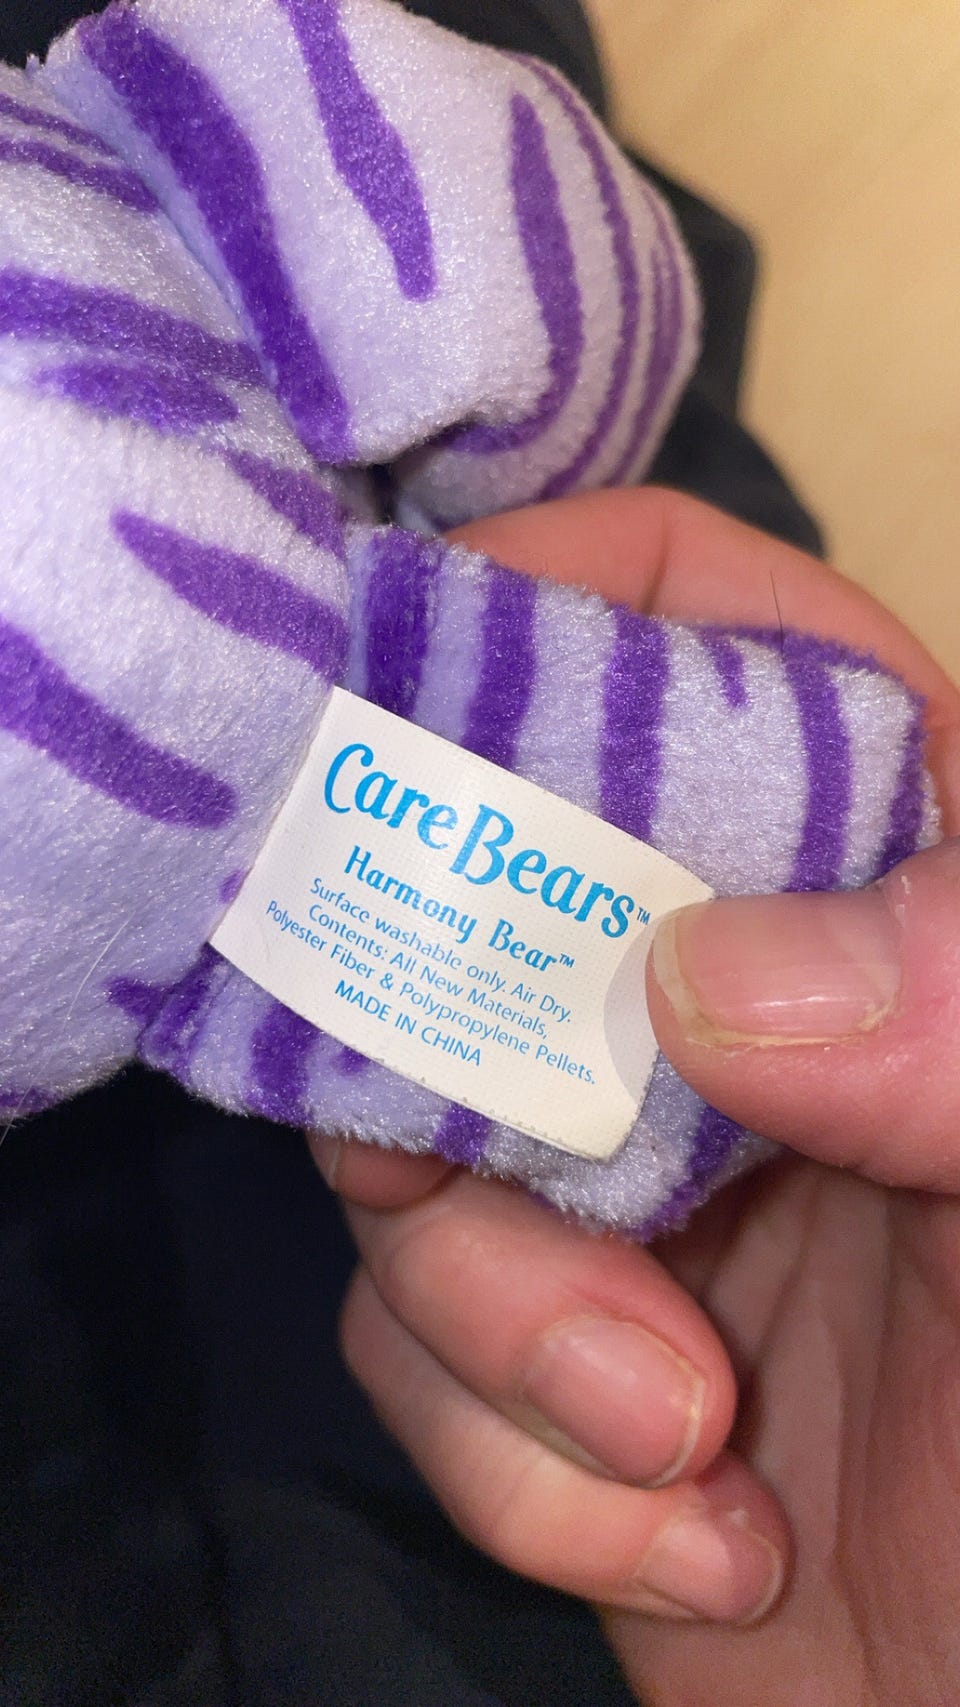 Care Bears™
Harmony Bear™
Surface washable only. Air Dry.
Contents: All New Materials,
Polyester Fiber & Polypropylene Pellets.
MADE IN CHINA